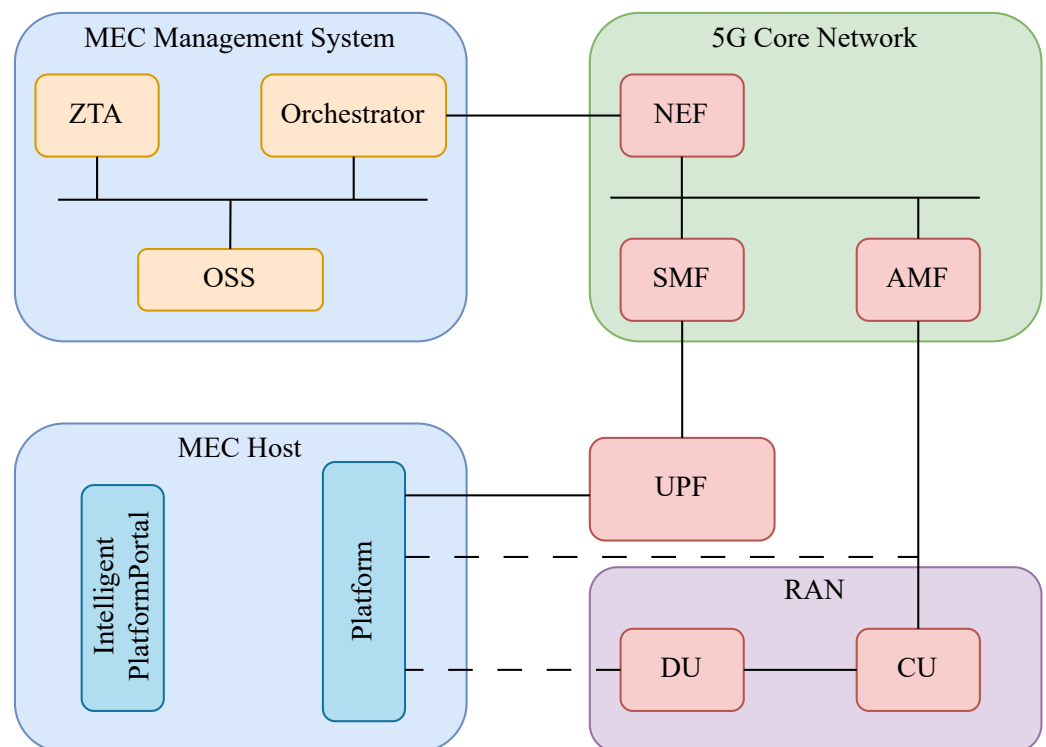 MEC Management System
ZTA
Orchestrator
OSS
5G Core Network
NEF
SMF
AMF
MEC Host
Intelligent
PlatformPortal
Platform
UPF
RAN
DU
CU